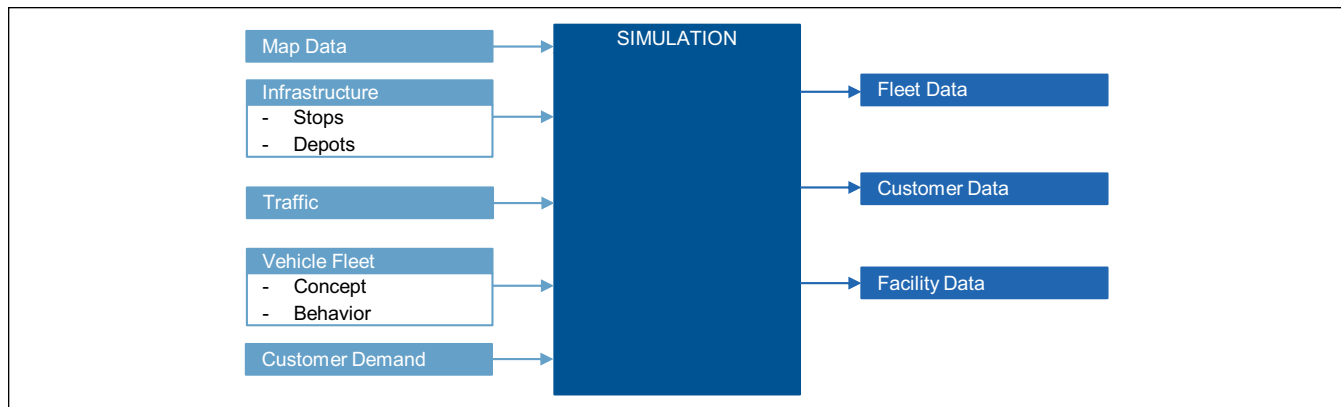 Map Data
Infrastructure
- Stops
- Depots
Traffic
Vehicle Fleet
- Concept
- Behavior
Customer Demand
SIMULATION
Fleet Data
Customer Data
Facility Data